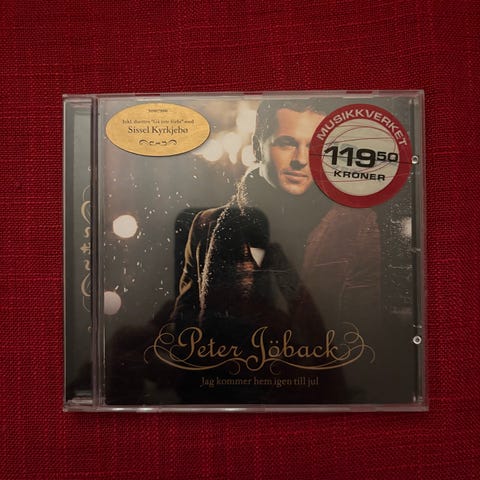 Inkl. duetten "Gå inte förbi" med
Sissel Kyrkjebø
MUSIKKVERKET
119 50
KRONER
Peter Jöback
Jag kommer hem igen till jul